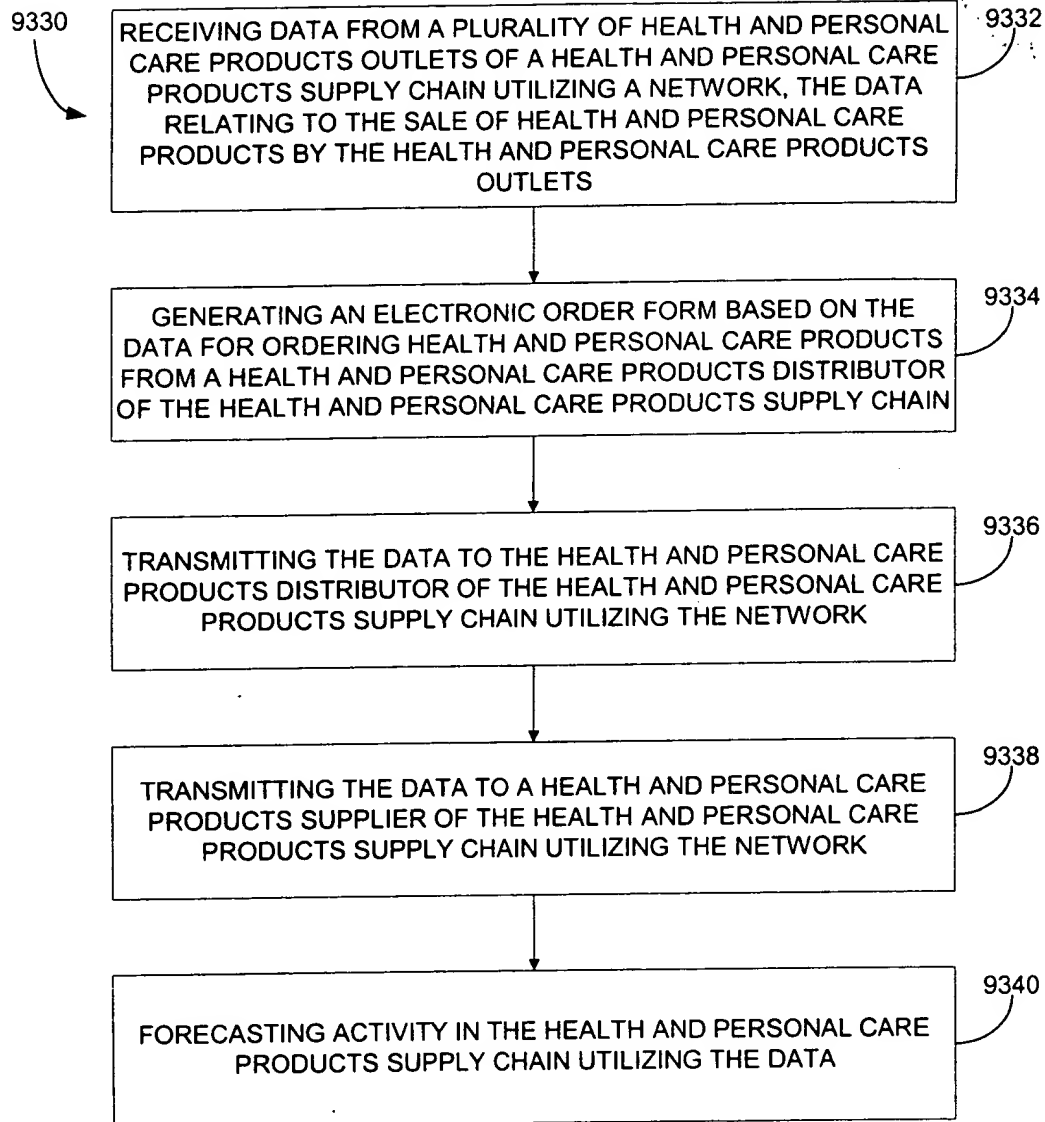 9330
9332
RECEIVING DATA FROM A PLURALITY OF HEALTH AND PERSONAL
CARE PRODUCTS OUTLETS OF A HEALTH AND PERSONAL CARE
PRODUCTS SUPPLY CHAIN UTILIZING A NETWORK, THE DATA
RELATING TO THE SALE OF HEALTH AND PERSONAL CARE
PRODUCTS BY THE HEALTH AND PERSONAL CARE PRODUCTS
OUTLETS
9334
GENERATING AN ELECTRONIC ORDER FORM BASED ON THE
DATA FOR ORDERING HEALTH AND PERSONAL CARE PRODUCTS
FROM A HEALTH AND PERSONAL CARE PRODUCTS DISTRIBUTOR
OF THE HEALTH AND PERSONAL CARE PRODUCTS SUPPLY CHAIN
9336
TRANSMITTING THE DATA TO THE HEALTH AND PERSONAL CARE
PRODUCTS DISTRIBUTOR OF THE HEALTH AND PERSONAL CARE
PRODUCTS SUPPLY CHAIN UTILIZING THE NETWORK
9338
TRANSMITTING THE DATA TO A HEALTH AND PERSONAL CARE
PRODUCTS SUPPLIER OF THE HEALTH AND PERSONAL CARE
PRODUCTS SUPPLY CHAIN UTILIZING THE NETWORK
9340
FORECASTING ACTIVITY IN THE HEALTH AND PERSONAL CARE
PRODUCTS SUPPLY CHAIN UTILIZING THE DATA